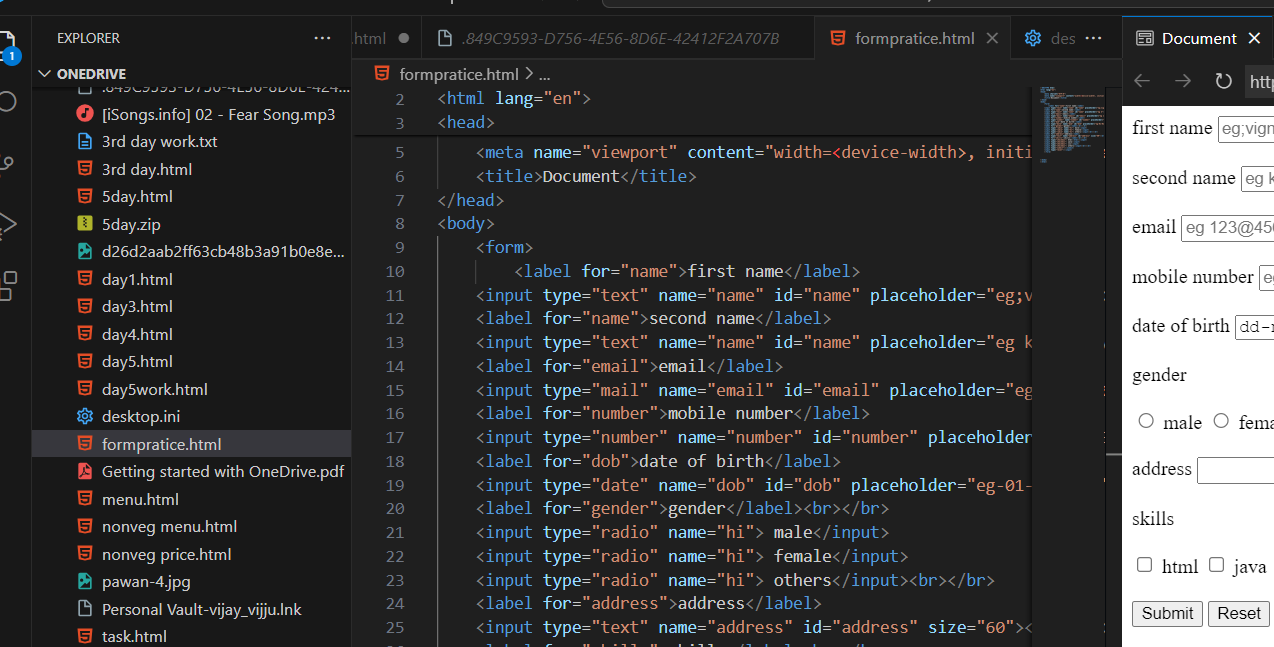 EXPLORER
ONEDRIVE
[iSongs.info] 02 - Fear Song.mp3
3rd day work.txt
3rd day.html
5day.html
5day.zip
d26d2aab2ff63cb48b3a91b0e8e...
day1.html
day3.html
day4.html
day5.html
day5work.html
desktop.ini
formpratice.html
Getting started with OneDrive.pdf
menu.html
nonveg menu.html
nonveg price.html
pawan-4.jpg
Personal Vault-vijay_vijju.lnk
task.html
1
.html
.849C9593-D756-4E56-8D6E-42412F2A707B
formpratice.html
des
formpratice.html > ...
2 <html lang="en">
3 <head>
5 <meta name="viewport" content="width=<device-width>, initi
6 <title>Document</title>
7 </head>
8 <body>
9 <form>
10 <label for="name">first name</label>
11 <input type="text" name="name" id="name" placeholder="eg;v
12 <label for="name">second name</label>
13 <input type="text" name="name" id="name" placeholder="eg k
14 <label for="email">email</label>
15 <input type="mail" name="email" id="email" placeholder="eg
16 <label for="number">mobile number</label>
17 <input type="number" name="number" id="number" placeholder
18 <label for="dob">date of birth</label>
19 <input type="date" name="dob" id="dob" placeholder="eg-01-
20 <label for="gender">gender</label><br></br>
21 <input type="radio" name="hi"> male</input>
22 <input type="radio" name="hi"> female</input>
23 <input type="radio" name="hi"> others</input><br></br>
24 <label for="address">address</label>
25 <input type="text" name="address" id="address" size="60"><
Document
http
first name eg;vign
second name eg k
email eg 123@456
mobile number eg
date of birth dd-m
gender
male fema
address
skills
html java
Submit Reset